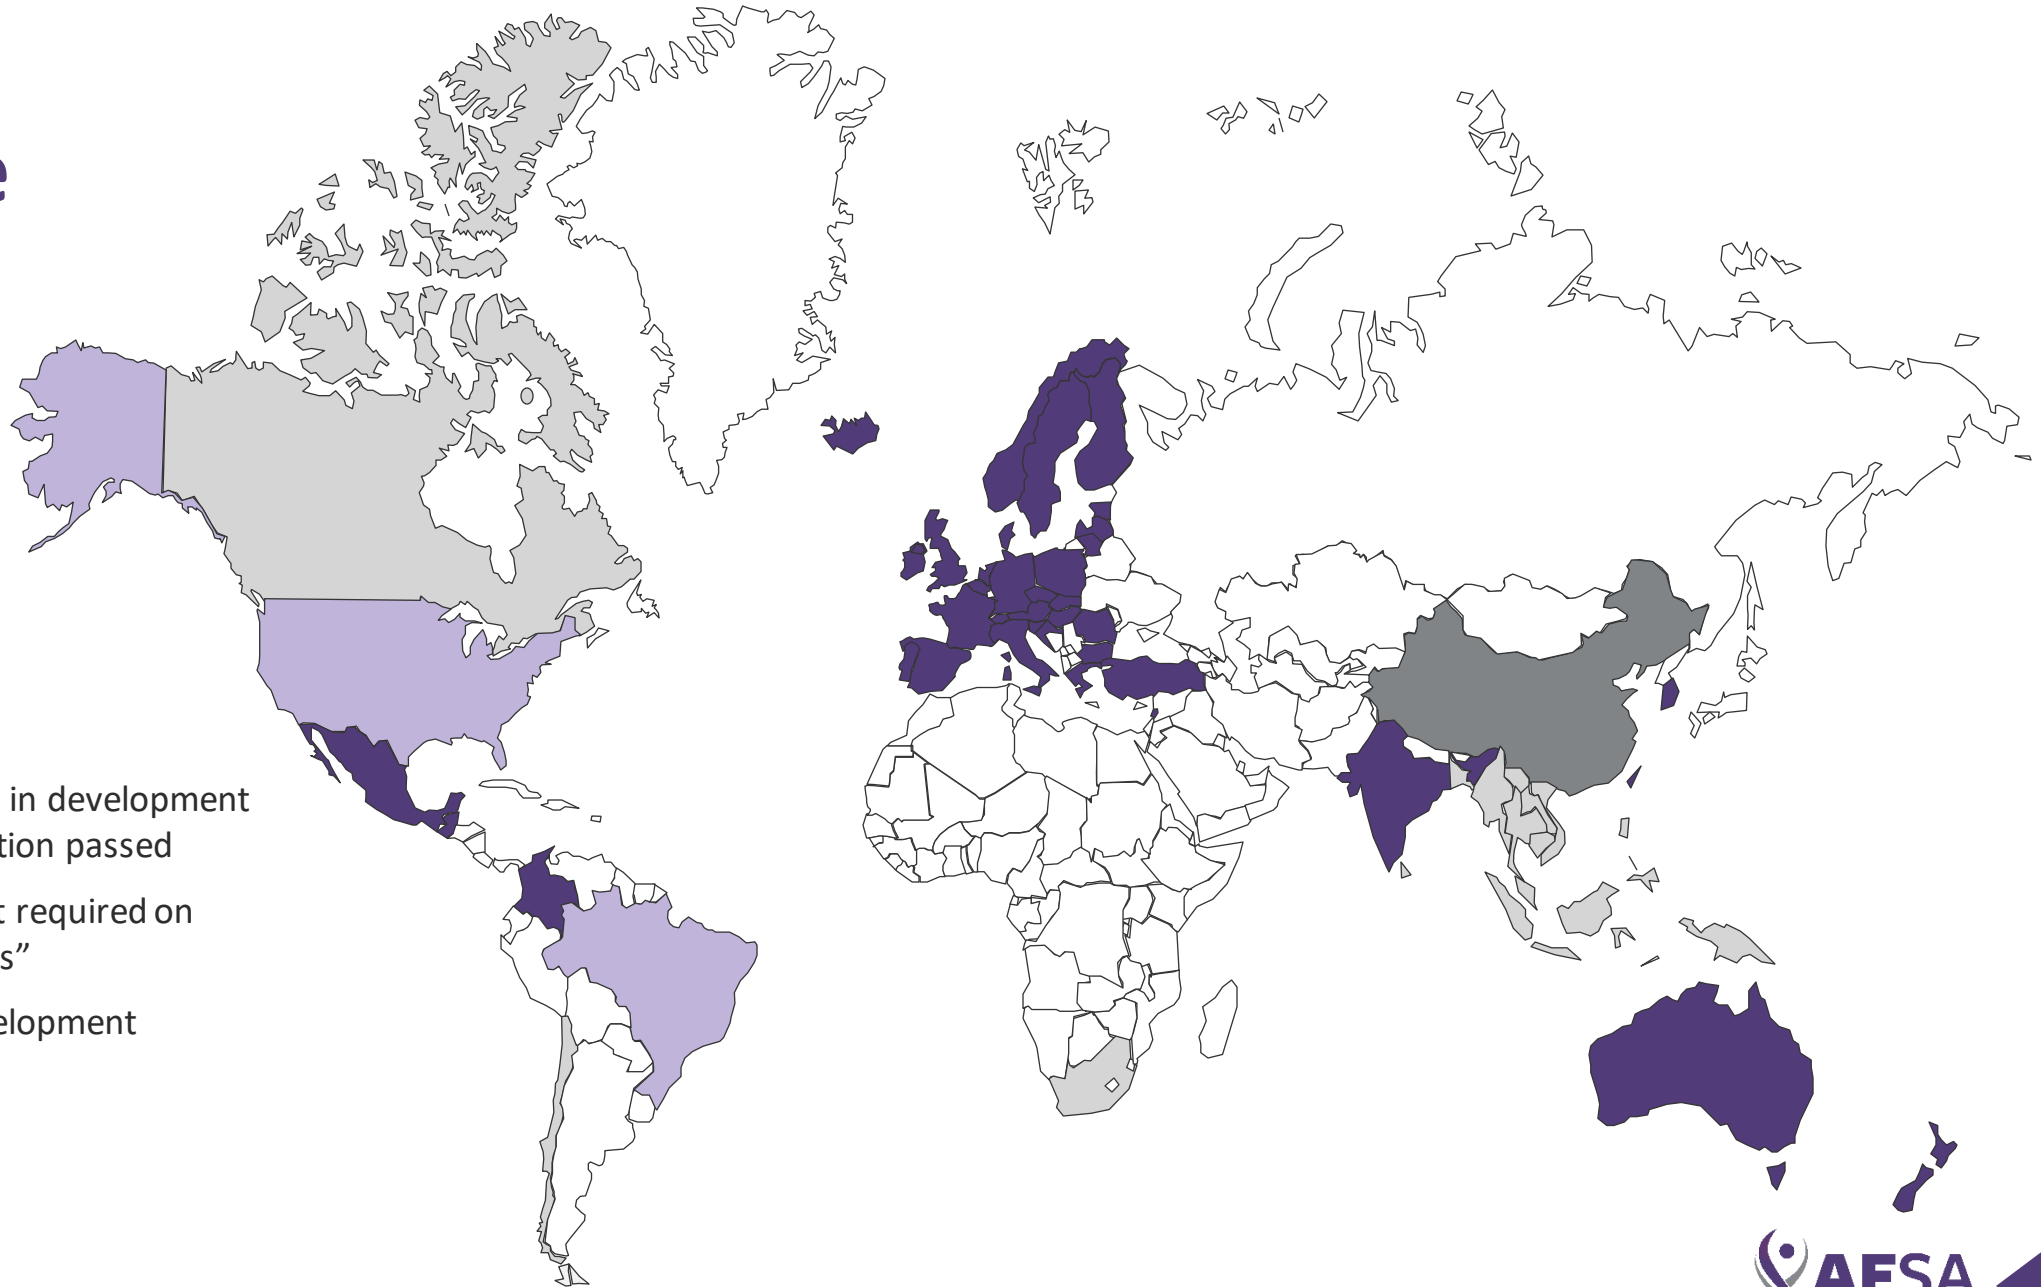 e
in development
tion passed
t required on
s”
elopment
AFSA